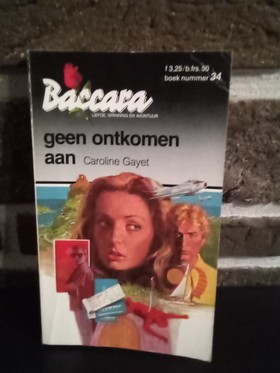 f 3,25/b.frs. 50
boek nummer 34
Baccara
LIEFDE, SPANNING EN AVONTUUR
geen ontkomen
aan Caroline Gayet